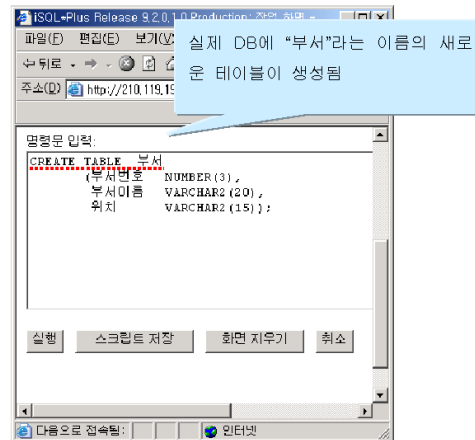 iSQL*Plus Release 9.2.0.1.0 Production: 작업 화면 -
파일(F) 편집(E) 보기(V)
실제 DB에 “부서”라는 이름의 새로
운 테이블이 생성됨
뒤로
주소(D) http://210,119,19
명령문 입력:
CREATE TABLE 부서
(부서번호 NUMBER(3),
부서이름 VARCHAR2(20),
위치 VARCHAR2(15));
실행 스크립트 저장 화면 지우기 취소
다음으로 접속됨: 인터넷